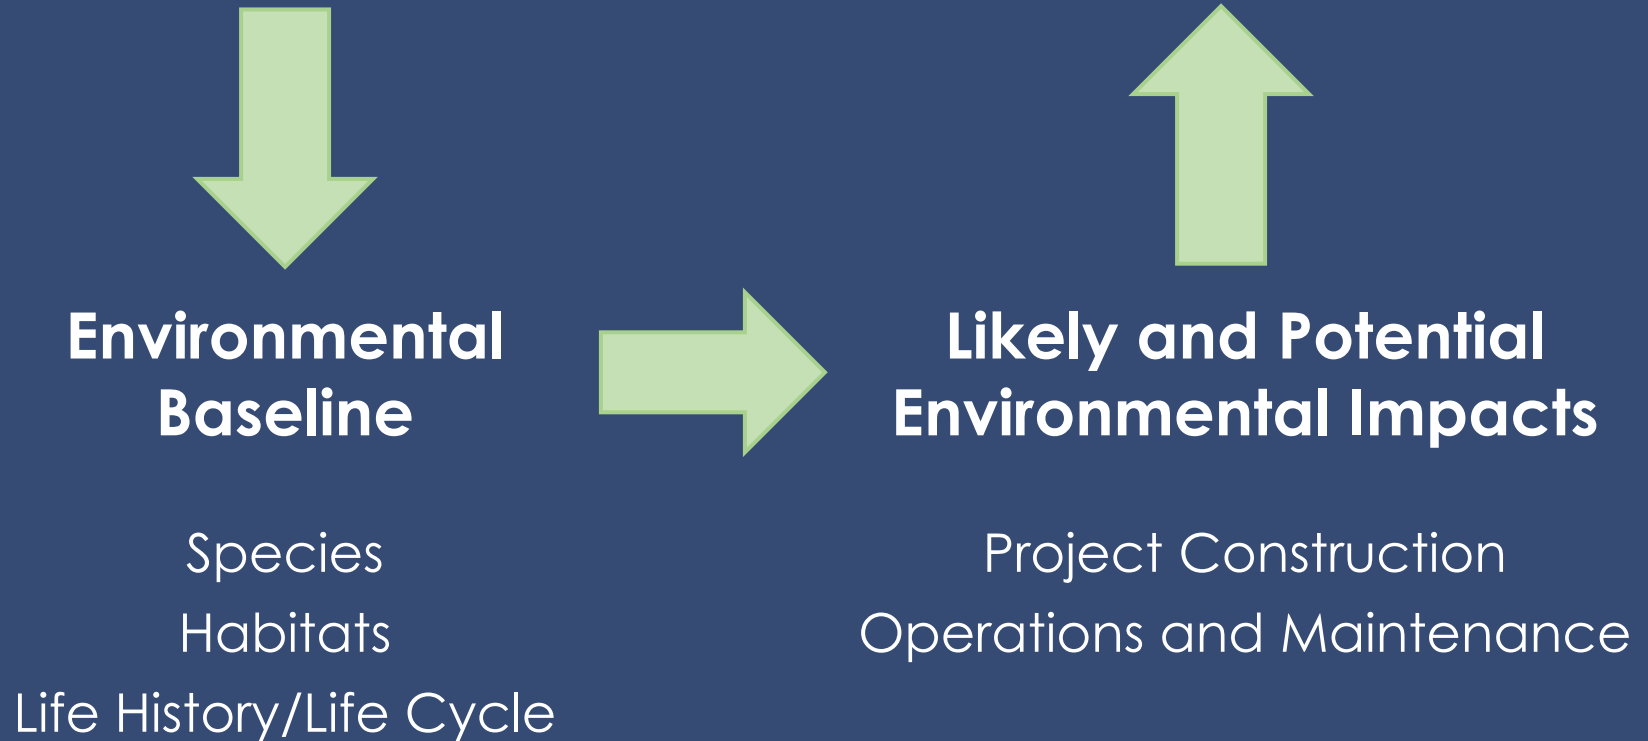 Environmental
Baseline
Species
Habitats
Life History/Life Cycle
Likely and Potential
Environmental Impacts
Project Construction
Operations and Maintenance